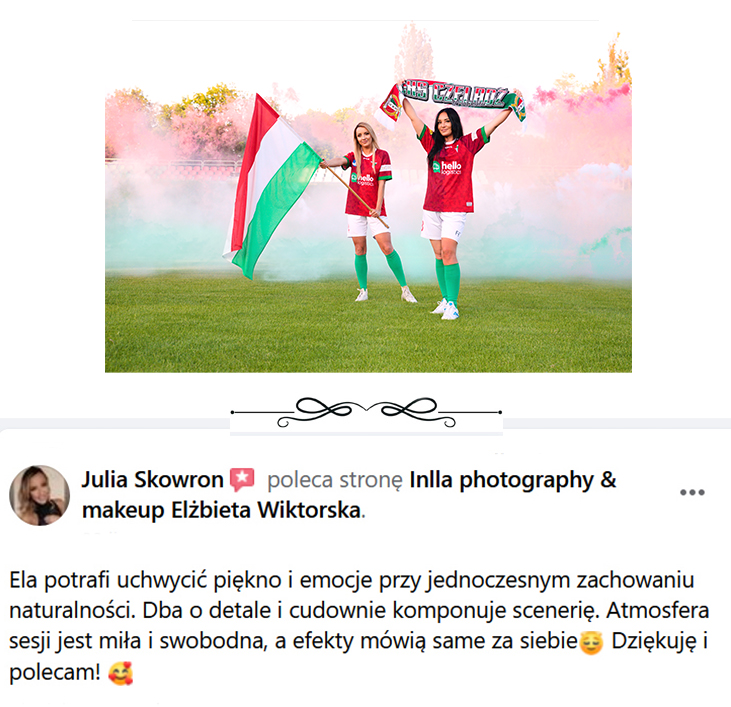 CZELADŹ
hello
logistics
hello
logistics
Julia Skowron poleca stronę Inlla photography &
makeup Elżbieta Wiktorska.
Ela potrafi uchwycić piękno i emocje przy jednoczesnym zachowaniu
naturalności. Dba o detale i cudownie komponuje scenerię. Atmosfera
sesji jest miła i swobodna, a efekty mówią same za siebie😌 Dziękuję i
polecam! 🥰